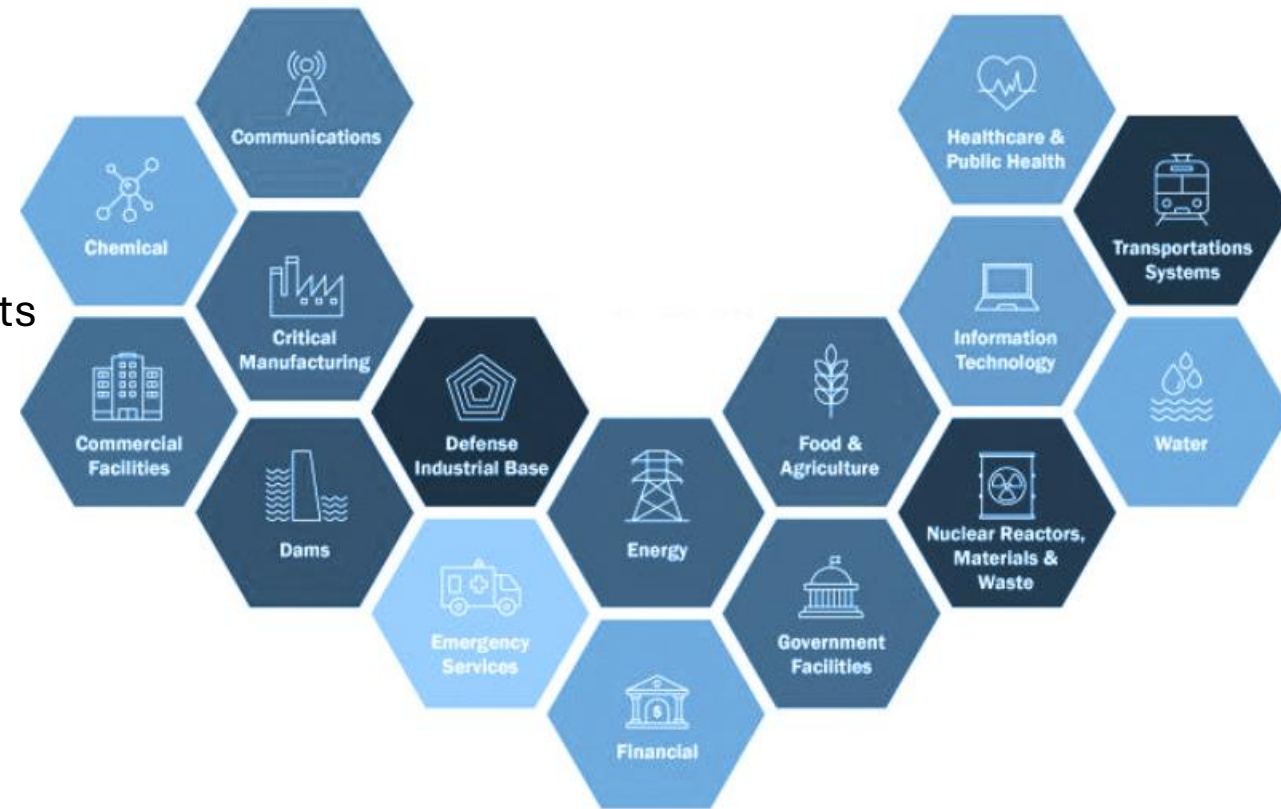 Communications
Healthcare &
Public Health
Chemical
Transportations
Systems
ts
Critical
Manufacturing
Information
Technology
Commercial
Facilities
Defense
Industrial Base
Food &
Agriculture
Water
Dams
Energy
Nuclear Reactors,
Materials &
Waste
Emergency
Services
Government
Facilities
$
Financial